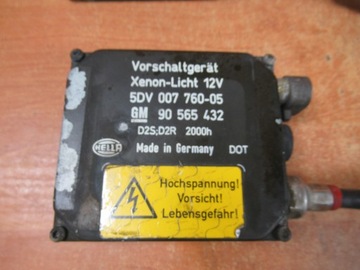 Vorschaltgerät
Xenon-Licht 12V
5DV 007 760-05
GM 90 565 432
D2S;D2R 2000h
HELLA Made in Germany DOT
Hochspannung!
Vorsicht!
Lebensgefahr!